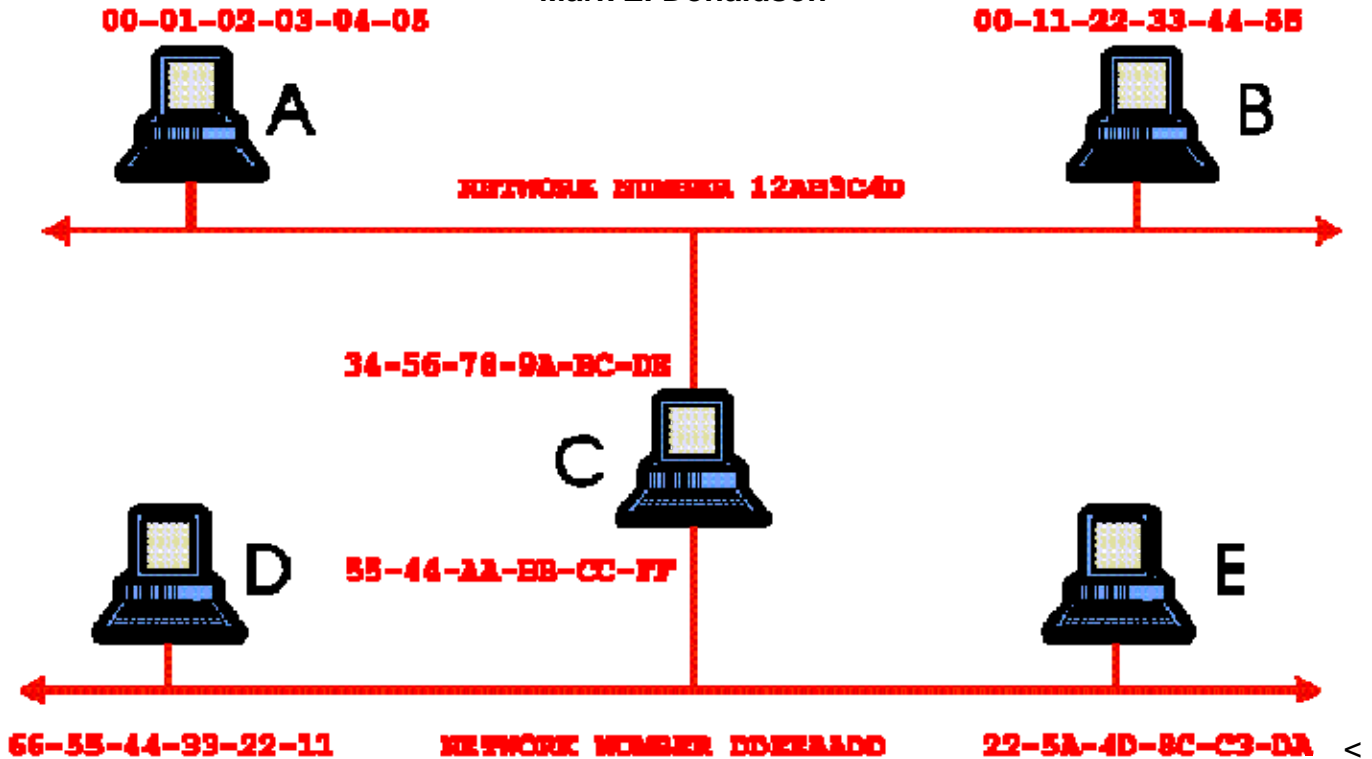 00-01-02-03-04-05
00-11-22-33-44-55
A
B
NETWORK NUMBER 12AB3C4D
34-56-78-9A-BC-DE
C
D
55-44-AA-BB-CC-FF
E
66-55-44-33-22-11
NETWORK NUMBER
22-5A-4D-8C-C3-DA
<